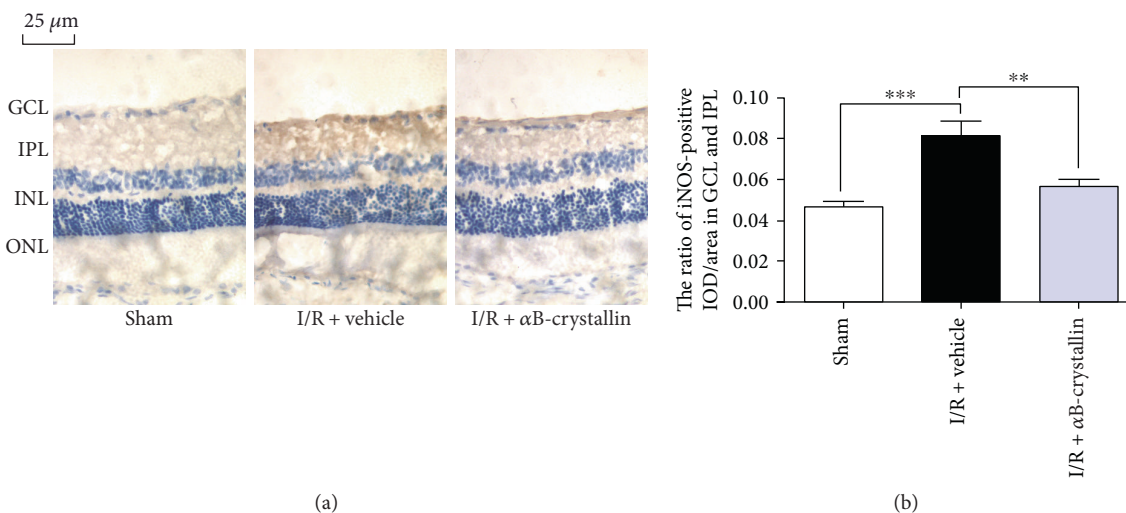 25 μm
GCL
IPL
INL
ONL
Sham
I/R + vehicle
I/R + αB-crystallin
(a)
The ratio of iNOS-positive
IOD/area in GCL and IPL
0.10
0.08
0.06
0.04
0.02
0.00
***
**
Sham
I/R + vehicle
I/R + αB-crystallin
(b)